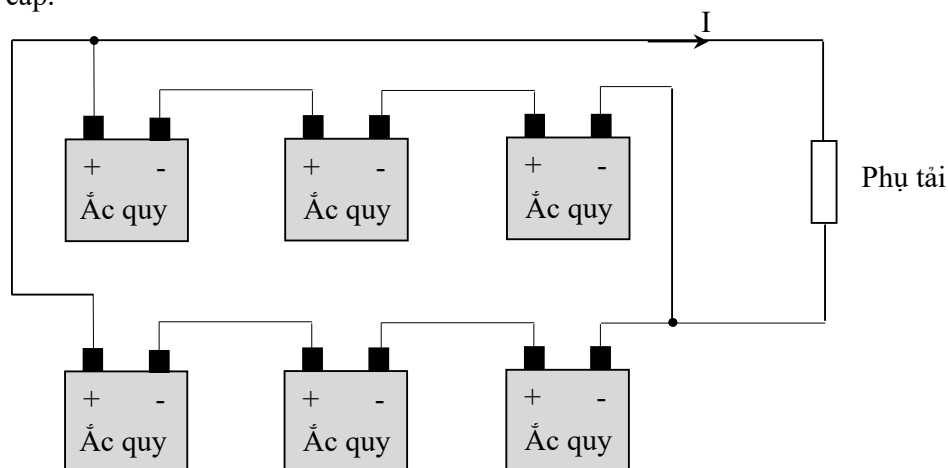 cấp.
I
+ - + - + -
Ắc quy Ắc quy Ắc quy
Phụ tải
+ - + - + -
Ắc quy Ắc quy Ắc quy